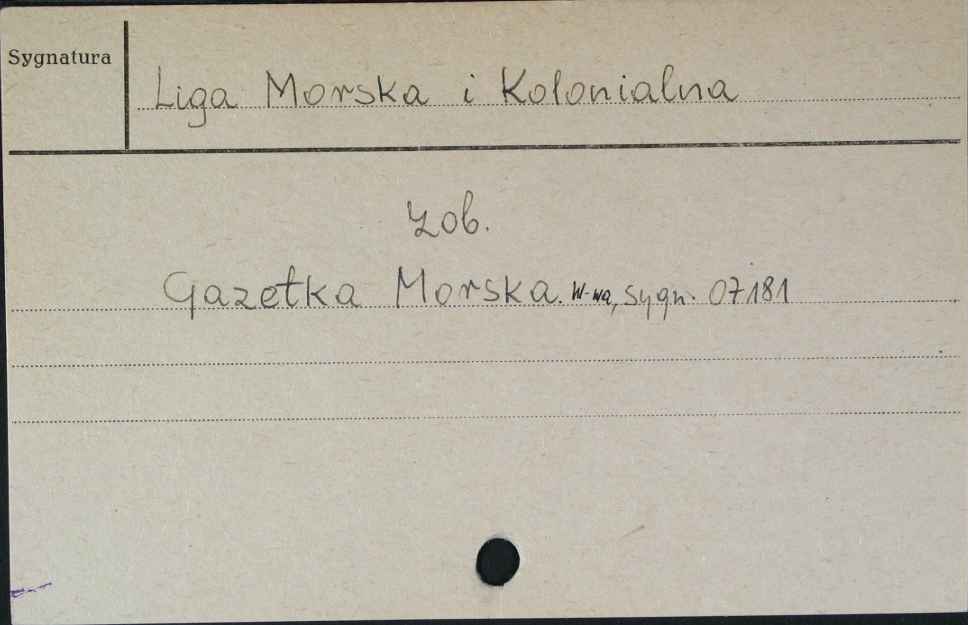 Sygnatura
Liga Morska i Kolonialna
Zob.
Gazetka Morska. W-wa, Sygn. 07181